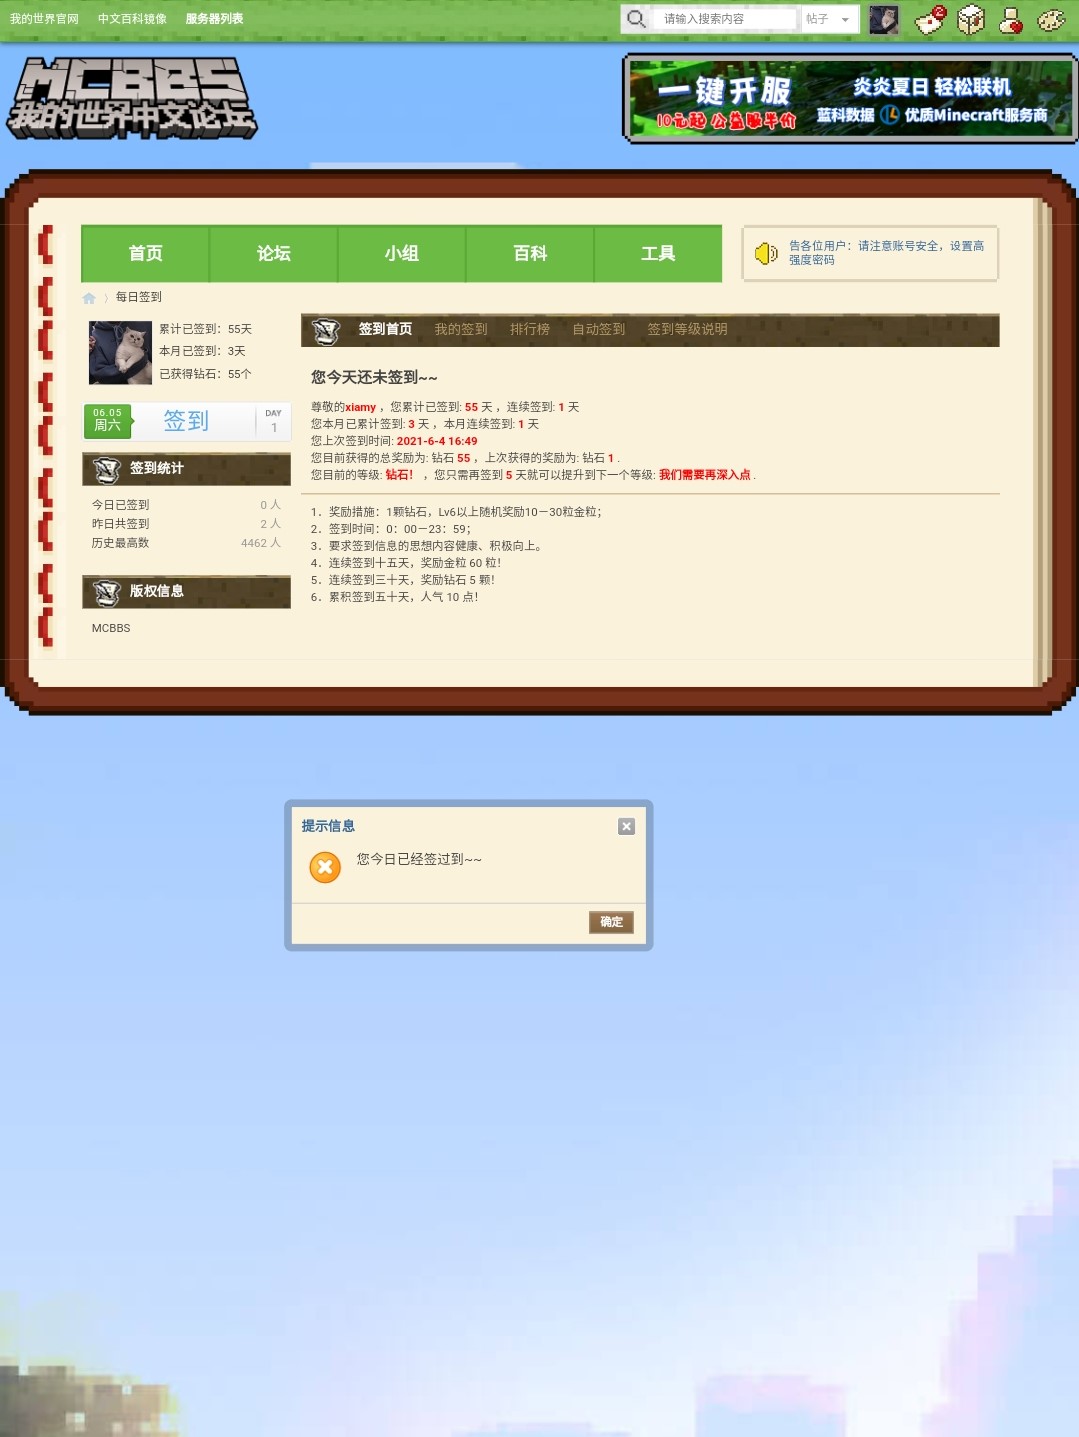 我的世界官网 中文百科镜像 服务器列表
请输入搜索内容 帖子
2
MCBBS
我的世界中文论坛
一键开服 炎炎夏日 轻松联机
10元起 公益服半价 蓝科数据 优质Minecraft服务商
首页 论坛 小组 百科 工具
告各位用户：请注意账号安全，设置高
强度密码
每日签到
累计已签到：55天
本月已签到：3天
已获得钻石：55个
06.05
周六
签到
DAY
1
签到统计
今日已签到 0 人
昨日共签到 2 人
历史最高数 4462 人
版权信息
MCBBS
签到首页 我的签到 排行榜 自动签到 签到等级说明
您今天还未签到~~
尊敬的xiamy ，您累计已签到: 55 天 ，连续签到: 1 天
您本月已累计签到: 3 天 ，本月连续签到: 1 天
您上次签到时间: 2021-6-4 16:49
您目前获得的总奖励为: 钻石 55 ，上次获得的奖励为: 钻石 1 .
您目前的等级: 钻石！ ，您只需再签到 5 天就可以提升到下一个等级: 我们需要再深入点 .
1．奖励措施：1颗钻石，Lv6以上随机奖励10－30粒金粒；
2．签到时间：0：00－23：59；
3．要求签到信息的思想内容健康、积极向上。
4．连续签到十五天，奖励金粒 60 粒！
5．连续签到三十天，奖励钻石 5 颗！
6．累积签到五十天，人气 10 点！
提示信息
您今日已经签过到~~
确定